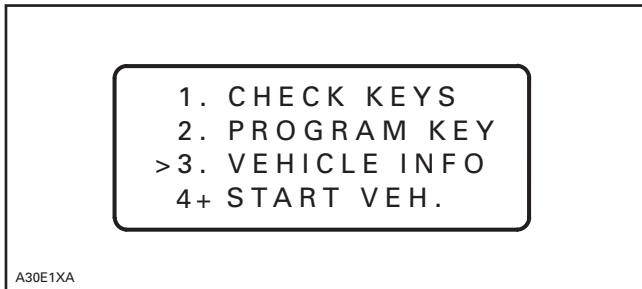 1. CHECK KEYS
2. PROGRAM KEY
>3. VEHICLE INFO
4+ START VEH.
A30E1XA